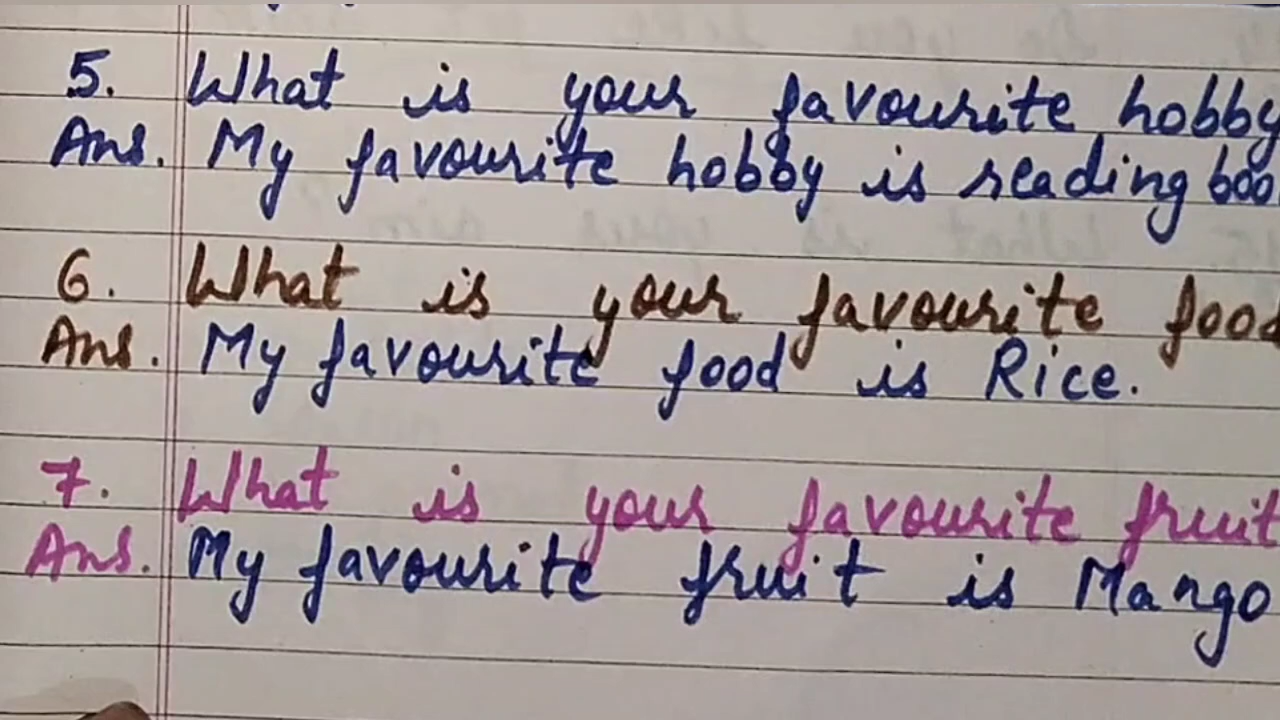 5. What is your favourite hobby
Ans. My favourite hobby is reading boo
6. What is your favourite food
Ans. My favourite food is Rice.
7. What is your favourite fruit
Ans. My favourite fruit is Mango